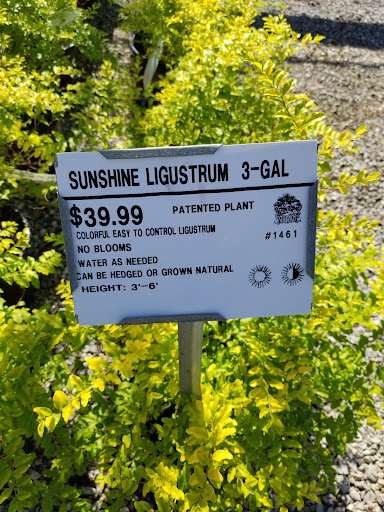 SUNSHINE LIGUSTRUM 3-GAL
$39.99 PATENTED PLANT
COLORFUL EASY TO CONTROL LIGUSTRUM #1461
NO BLOOMS
WATER AS NEEDED
CAN BE HEDGED OR GROWN NATURAL
HEIGHT: 3'-6'